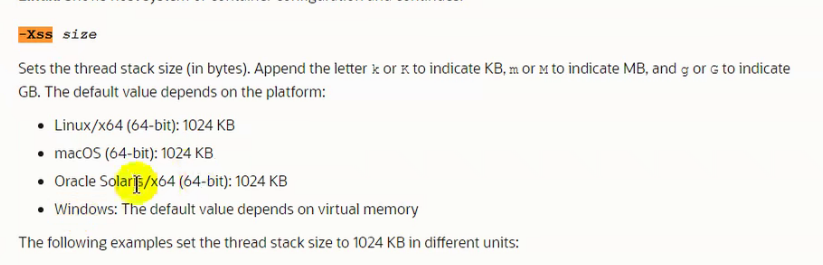 -Xss size
Sets the thread stack size (in bytes). Append the letter k or K to indicate KB, m or M to indicate MB, and g or G to indicate
GB. The default value depends on the platform:
• Linux/x64 (64-bit): 1024 KB
• macOS (64-bit): 1024 KB
• Oracle Solaris/x64 (64-bit): 1024 KB
• Windows: The default value depends on virtual memory
The following examples set the thread stack size to 1024 KB in different units: